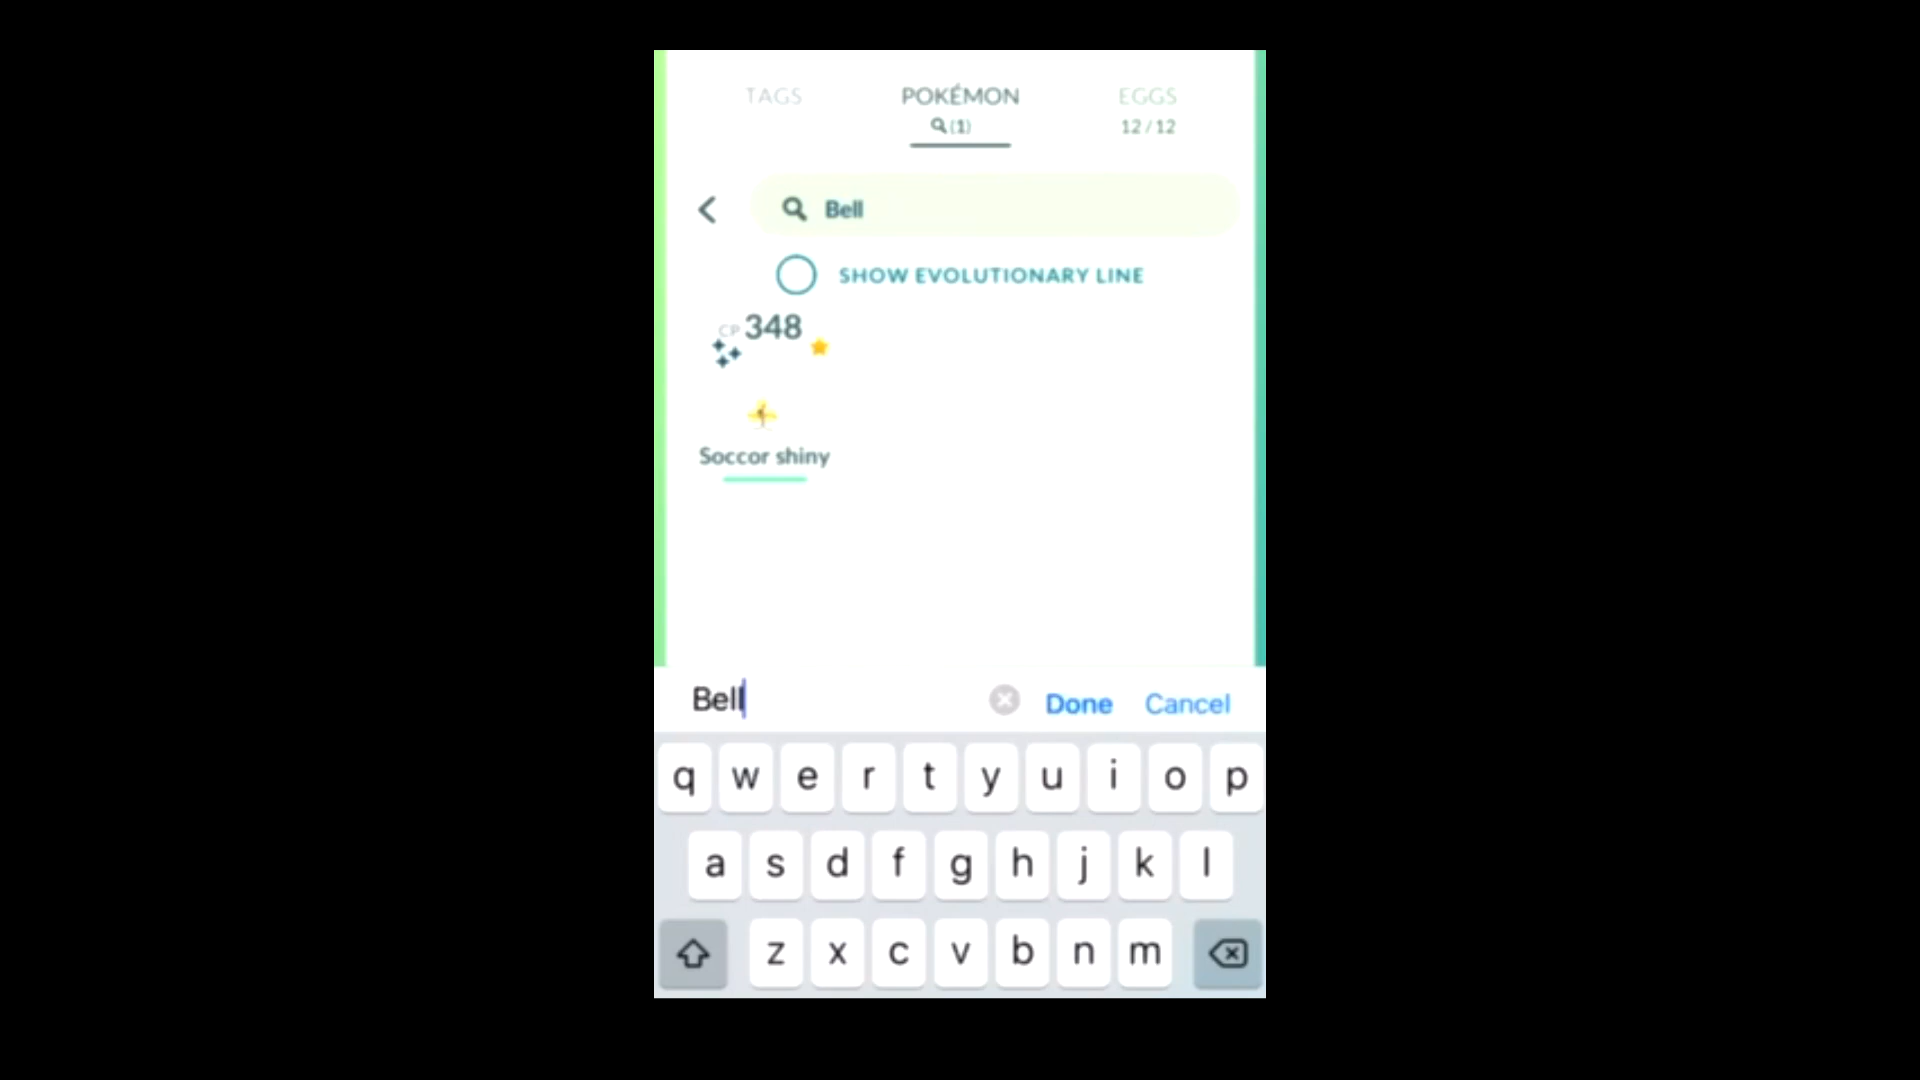 TAGS
POKÉMON
EGGS
(1)
12/12
Bell
SHOW EVOLUTIONARY LINE
CP 348
Soccor shiny
Bell
Done
Cancel
q w e r t y u i o p
a s d f g h j k l
z x c v b n m